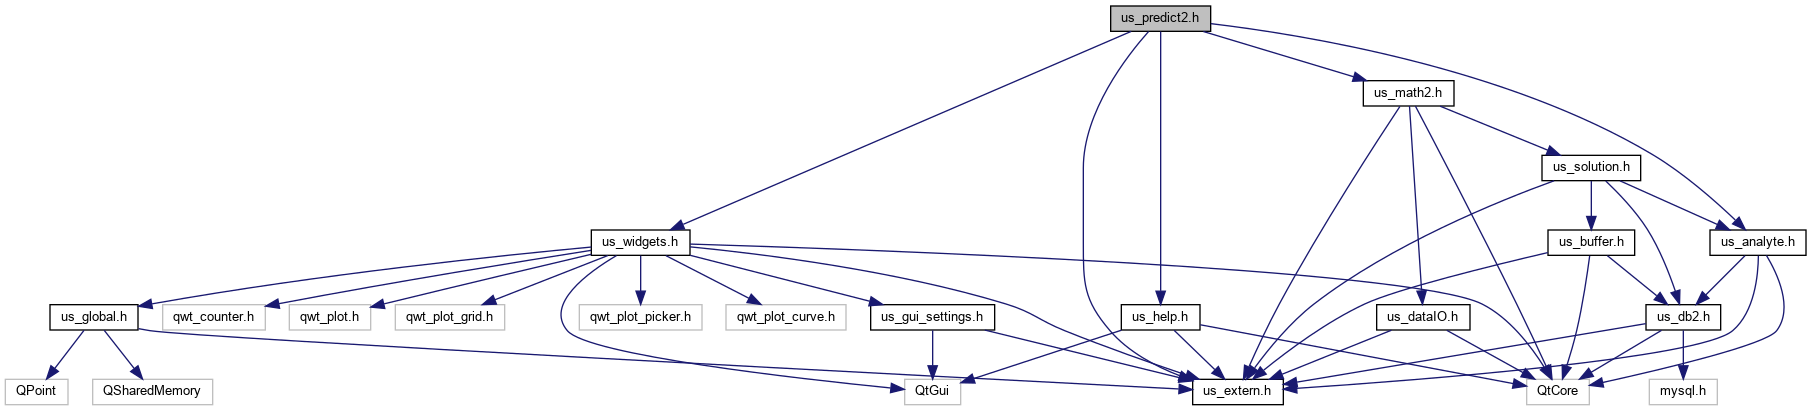 us_predict2.h
us_math2.h
us_solution.h
us_widgets.h
us_buffer.h
us_analyte.h
us_global.h
qwt_counter.h
qwt_plot.h
qwt_plot_grid.h
qwt_plot_picker.h
qwt_plot_curve.h
us_gui_settings.h
us_help.h
us_dataIO.h
us_db2.h
QPoint
QSharedMemory
QtGui
us_extern.h
QtCore
mysql.h